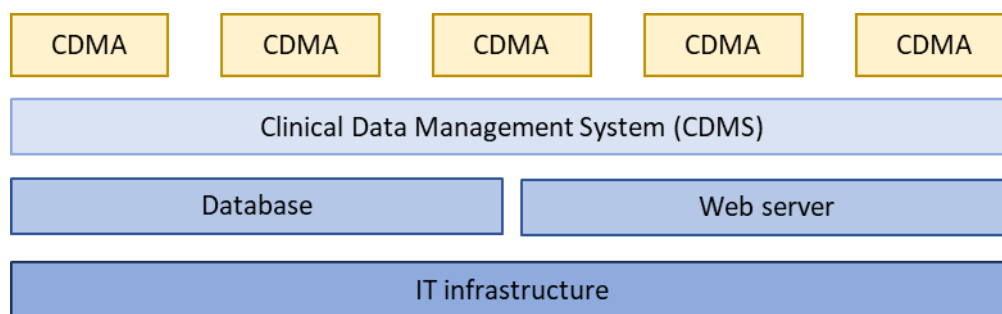 CDMA CDMA CDMA CDMA CDMA
Clinical Data Management System (CDMS)
Database Web server
IT infrastructure